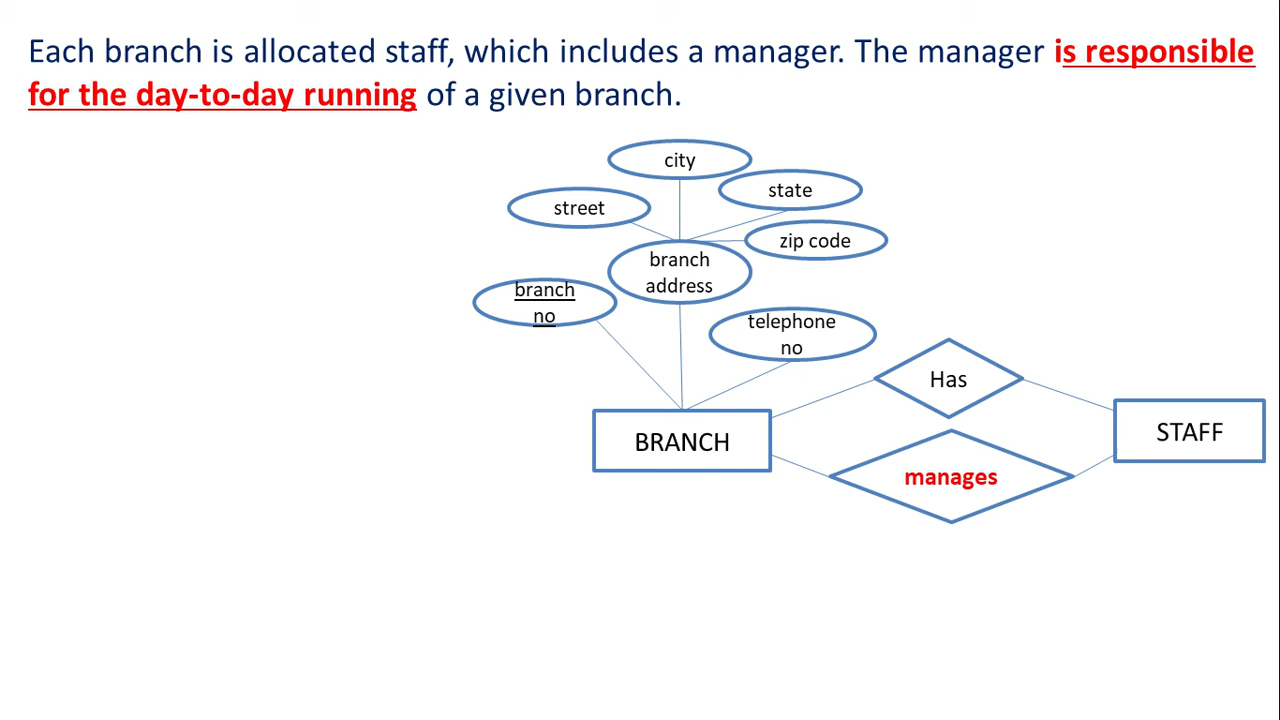 Each branch is allocated staff, which includes a manager. The manager is responsible
for the day-to-day running of a given branch.
city
state
street
zip code
branch
address
branch
no
telephone
no
Has
BRANCH
STAFF
manages